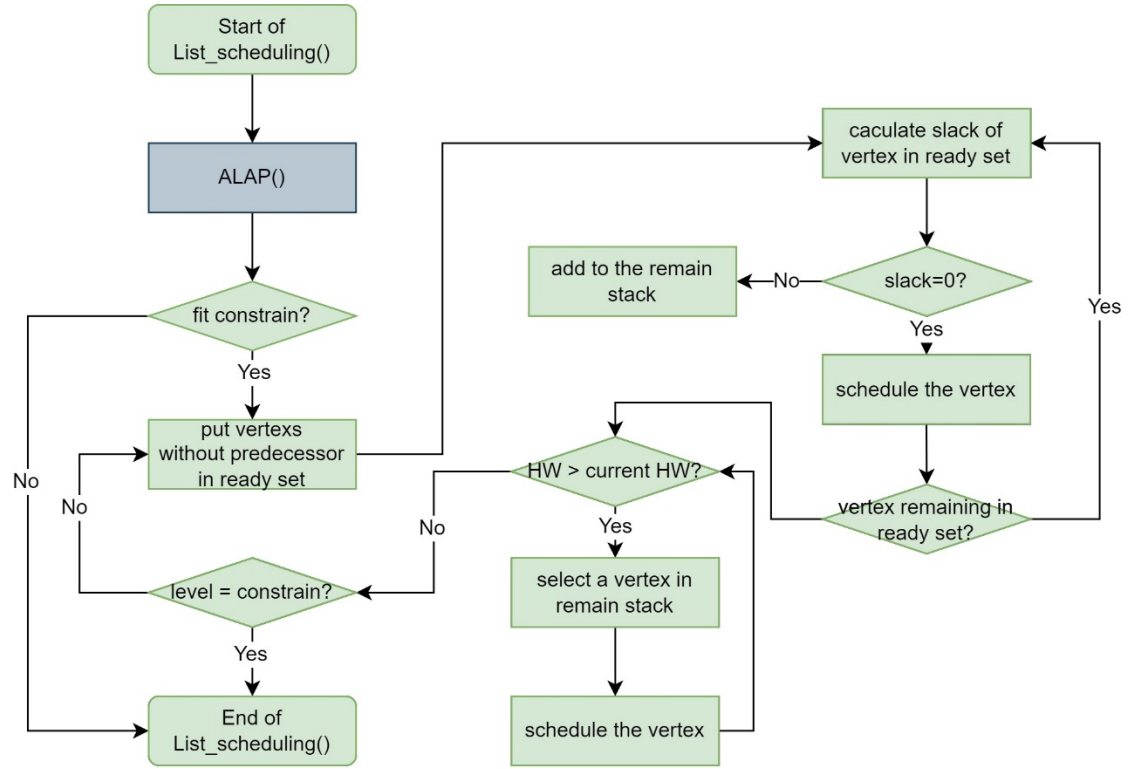 Start of
List_scheduling()
ALAP()
fit constrain?
Yes
No
put vertexs
without predecessor
in ready set
No
level = constrain?
Yes
End of
List_scheduling()
caculate slack of
vertex in ready set
slack=0?
No
add to the remain
stack
Yes
schedule the vertex
vertex remaining in
ready set?
Yes
HW > current HW?
No
Yes
select a vertex in
remain stack
schedule the vertex